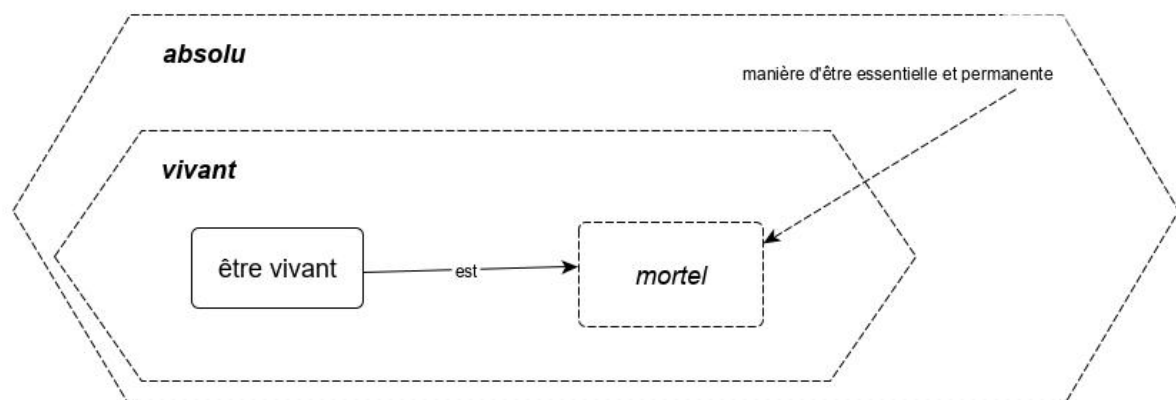 absolu
manière d'être essentielle et permanente
vivant
être vivant
est
mortel